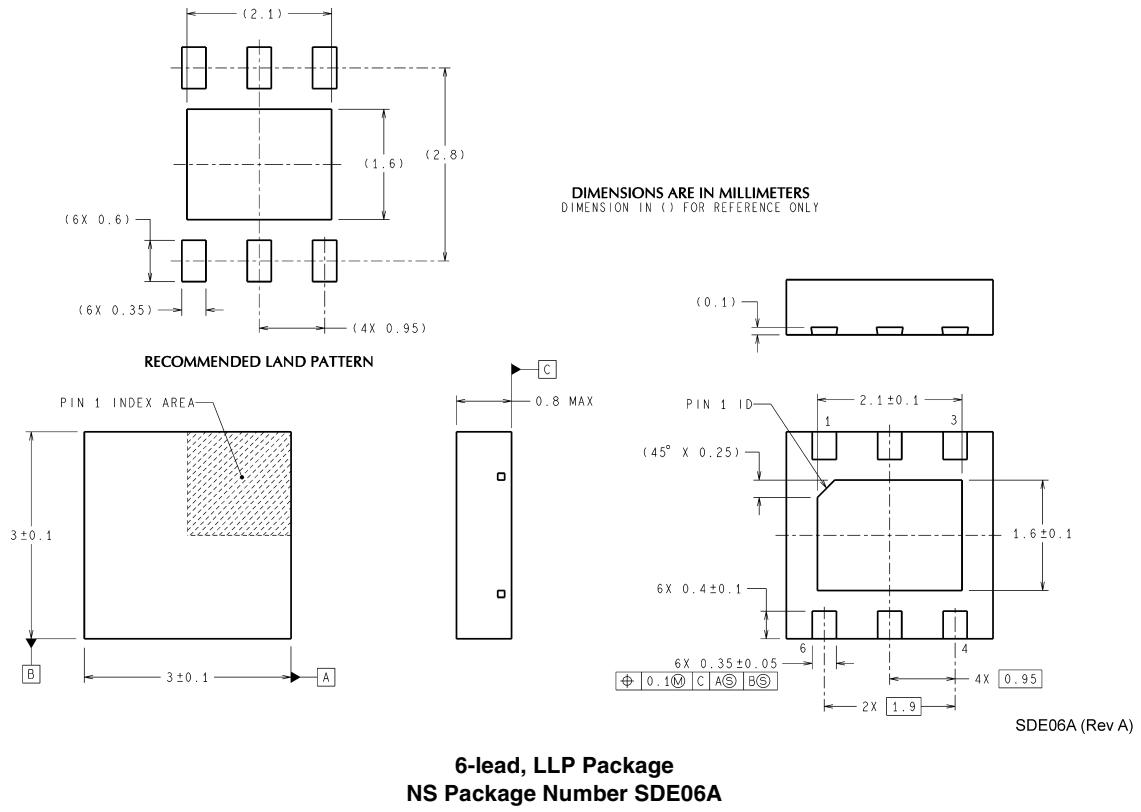 (2.1)
(1.6)
(2.8)
(6X 0.6)
(6X 0.35)
(4X 0.95)
RECOMMENDED LAND PATTERN
DIMENSIONS ARE IN MILLIMETERS
DIMENSION IN () FOR REFERENCE ONLY
(0.1)
PIN 1 INDEX AREA
3±0.1
B
3±0.1
A
C
0.8 MAX
PIN 1 ID
2.1±0.1
1
3
(45° X 0.25)
1.6±0.1
6X 0.4±0.1
6
4
6X 0.35±0.05
⌖ 0.1Ⓜ C AⓈ BⓈ
4X 0.95
2X 1.9
SDE06A (Rev A)
6-lead, LLP Package
NS Package Number SDE06A